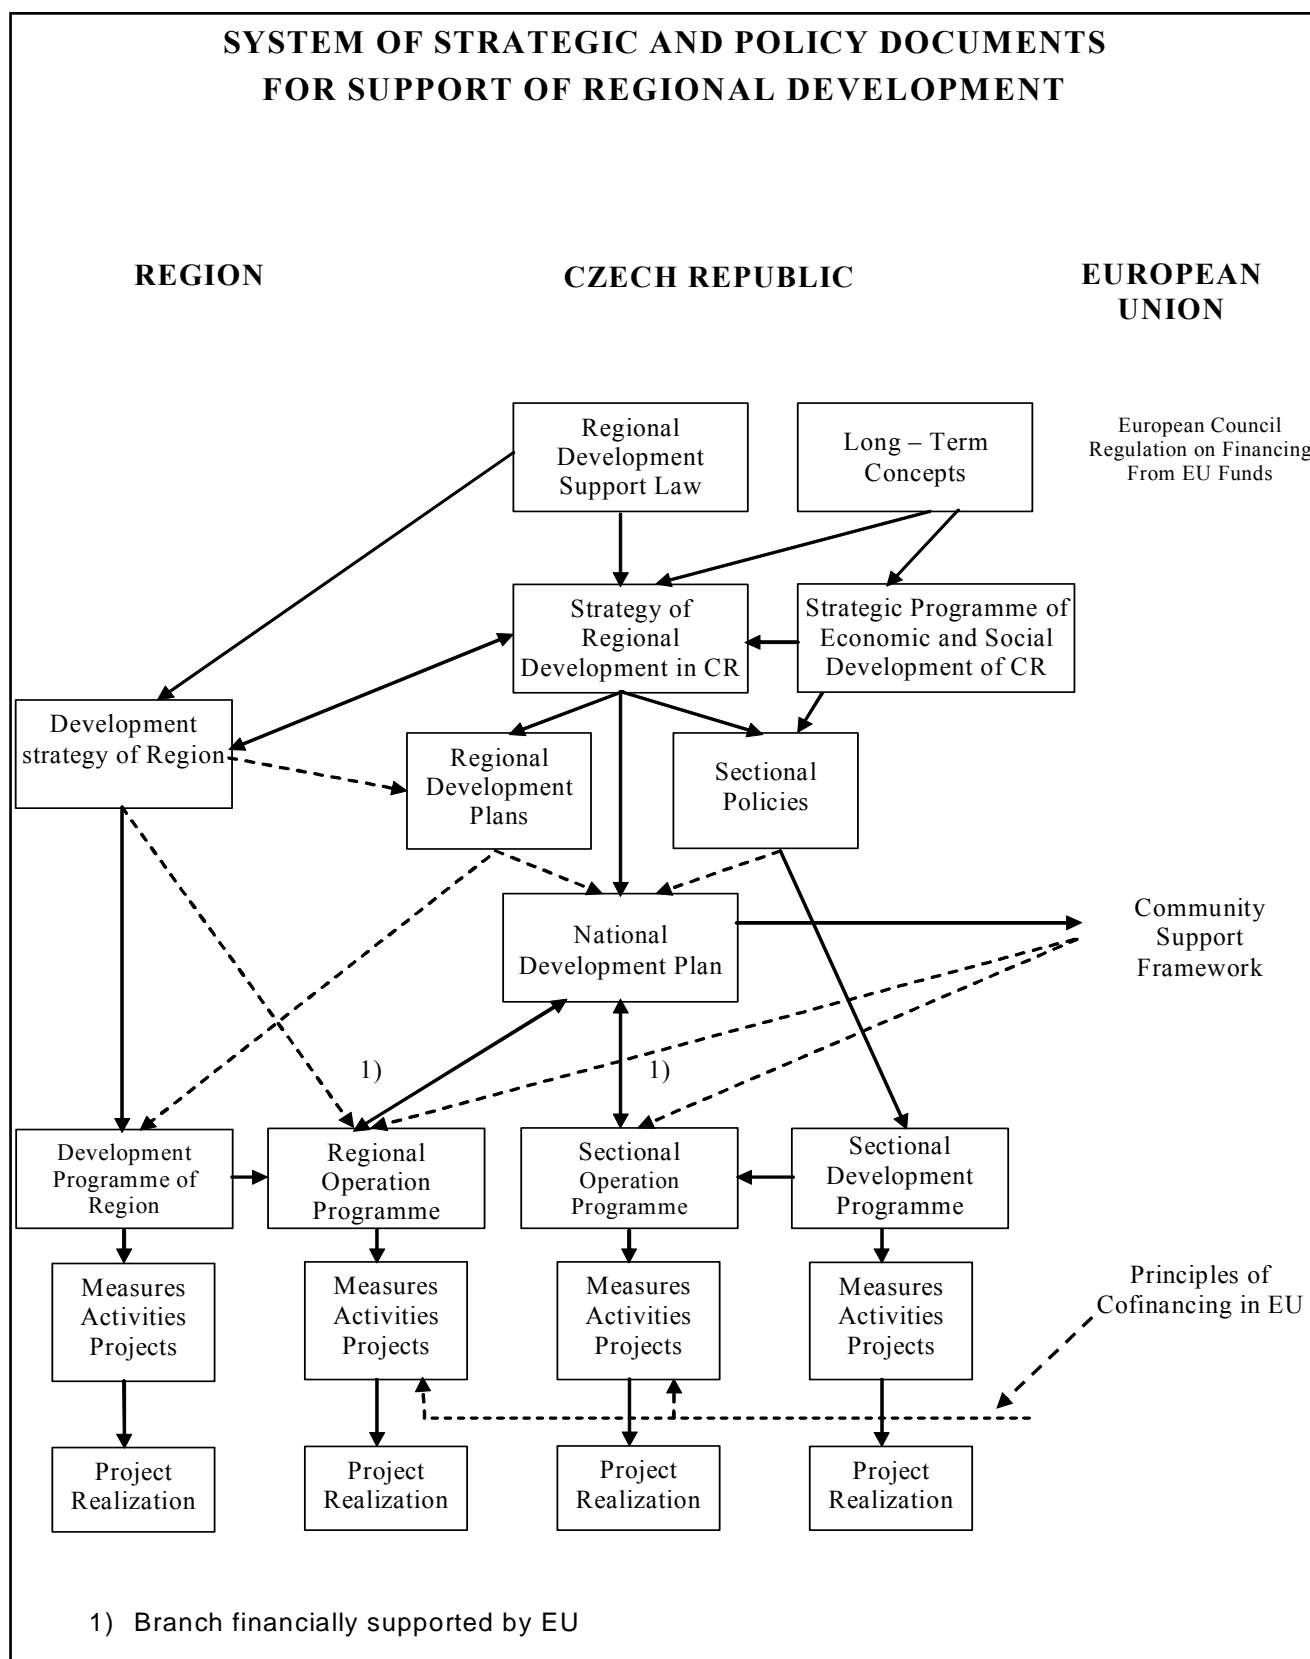 SYSTEM OF STRATEGIC AND POLICY DOCUMENTS
FOR SUPPORT OF REGIONAL DEVELOPMENT
REGION
CZECH REPUBLIC
EUROPEAN
UNION
Regional
Development
Support Law
Long – Term
Concepts
European Council
Regulation on Financing
From EU Funds
Strategy of
Regional
Development in CR
Strategic Programme of
Economic and Social
Development of CR
Development
strategy of Region
Regional
Development
Plans
Sectional
Policies
National
Development Plan
Community
Support
Framework
1)
1)
Development
Programme of
Region
Regional
Operation
Programme
Sectional
Operation
Programme
Sectional
Development
Programme
Measures
Activities
Projects
Measures
Activities
Projects
Measures
Activities
Projects
Measures
Activities
Projects
Principles of
Cofinancing in EU
Project
Realization
Project
Realization
Project
Realization
Project
Realization
1) Branch financially supported by EU